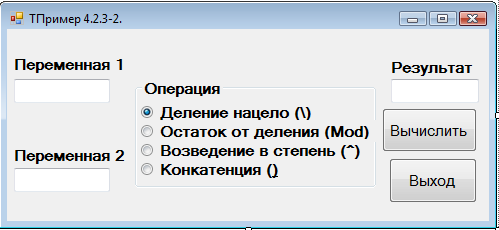 ТПример 4.2.3-2.
Переменная 1
Переменная 2
Операция
Деление нацело (\)
Остаток от деления (Mod)
Возведение в степень (^)
Конкатенция (_)
Результат
Вычислить
Выход